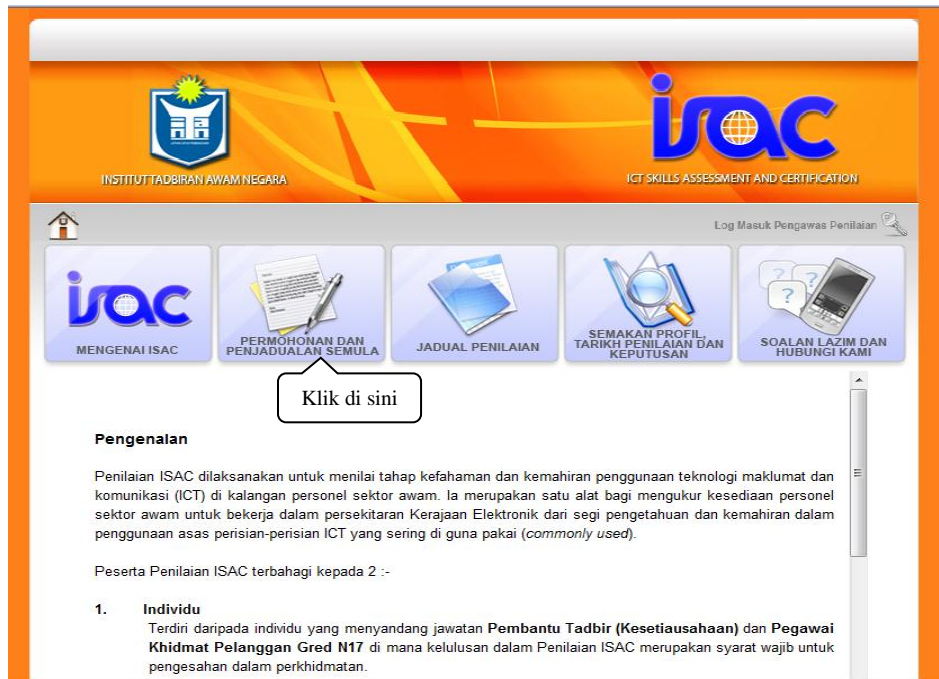 isac
INSTITUT TADBIRAN AWAM NEGARA
ICT SKILLS ASSESSMENT AND CERTIFICATION
Log Masuk Pengawas Penilaian
isac
MENGENAI ISAC
PERMOHONAN DAN
PENJADUALAN SEMULA
JADUAL PENILAIAN
SEMAKAN PROFIL,
TARIKH PENILAIAN DAN
KEPUTUSAN
SOALAN LAZIM DAN
HUBUNGI KAMI
Klik di sini
Pengenalan
Penilaian ISAC dilaksanakan untuk menilai tahap kefahaman dan kemahiran penggunaan teknologi maklumat dan
komunikasi (ICT) di kalangan personel sektor awam. Ia merupakan satu alat bagi mengukur kesediaan personel
sektor awam untuk bekerja dalam persekitaran Kerajaan Elektronik dari segi pengetahuan dan kemahiran dalam
penggunaan asas perisian-perisian ICT yang sering di guna pakai (commonly used).
Peserta Penilaian ISAC terbahagi kepada 2 :-
1. Individu
Terdiri daripada individu yang menyandang jawatan Pembantu Tadbir (Kesetiausahaan) dan Pegawai
Khidmat Pelanggan Gred N17 di mana kelulusan dalam Penilaian ISAC merupakan syarat wajib untuk
pengesahan dalam perkhidmatan.